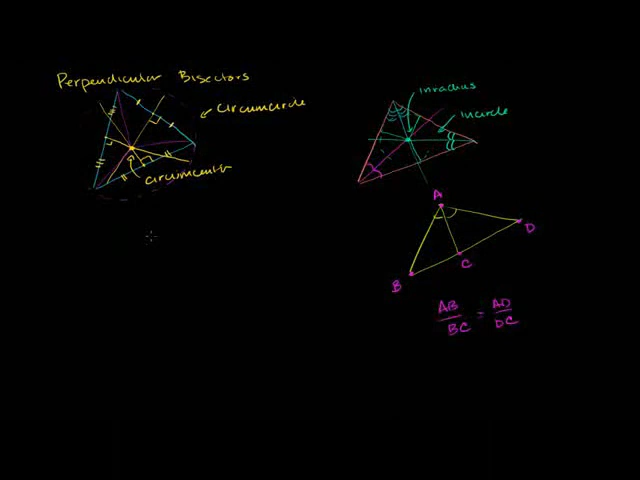 Perpendicular Bisectors
circumcircle
circumcenter
inradius
incircle
A
D
C
B
AB/BC = AD/DC